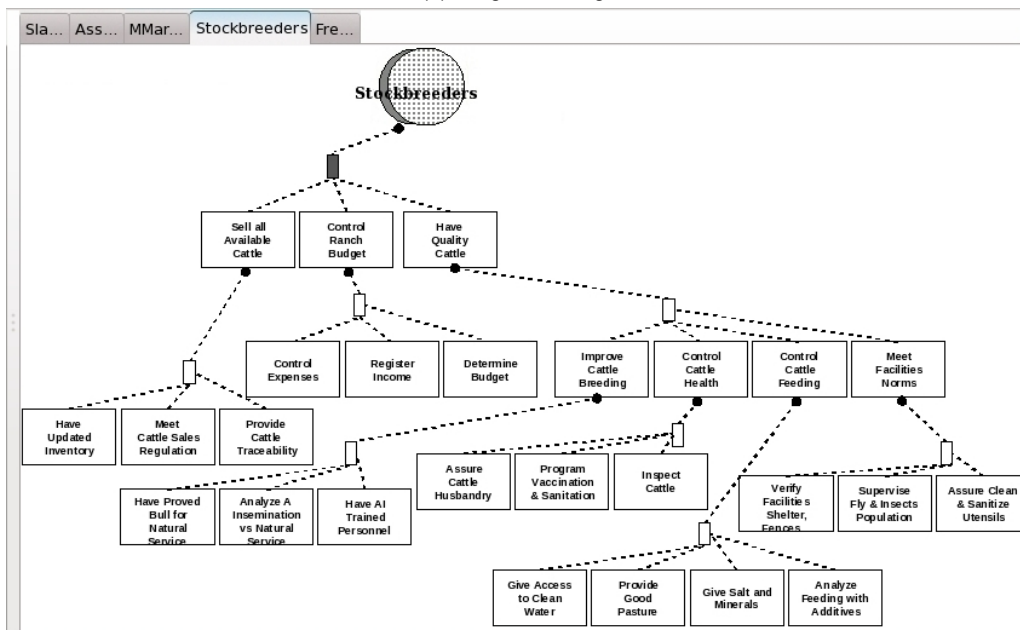 Sla...
Ass...
MMar...
Stockbreeders
Fre...
Stockbreeders
Sell all
Available
Cattle
Control
Ranch
Budget
Have
Quality
Cattle
Control
Expenses
Register
Income
Determine
Budget
Improve
Cattle
Breeding
Control
Cattle
Health
Control
Cattle
Feeding
Meet
Facilities
Norms
Have
Updated
Inventory
Meet
Cattle Sales
Regulation
Provide
Cattle
Traceability
Assure
Cattle
Husbandry
Program
Vaccination
& Sanitation
Inspect
Cattle
Verify
Facilities
Shelter,
Fences
Supervise
Fly & Insects
Population
Assure Clean
& Sanitize
Utensils
Have Proved
Bull for
Natural
Service
Analyze A
Insemination
vs Natural
Service
Have AI
Trained
Personnel
Give Access
to Clean
Water
Provide
Good
Pasture
Give Salt and
Minerals
Analyze
Feeding with
Additives